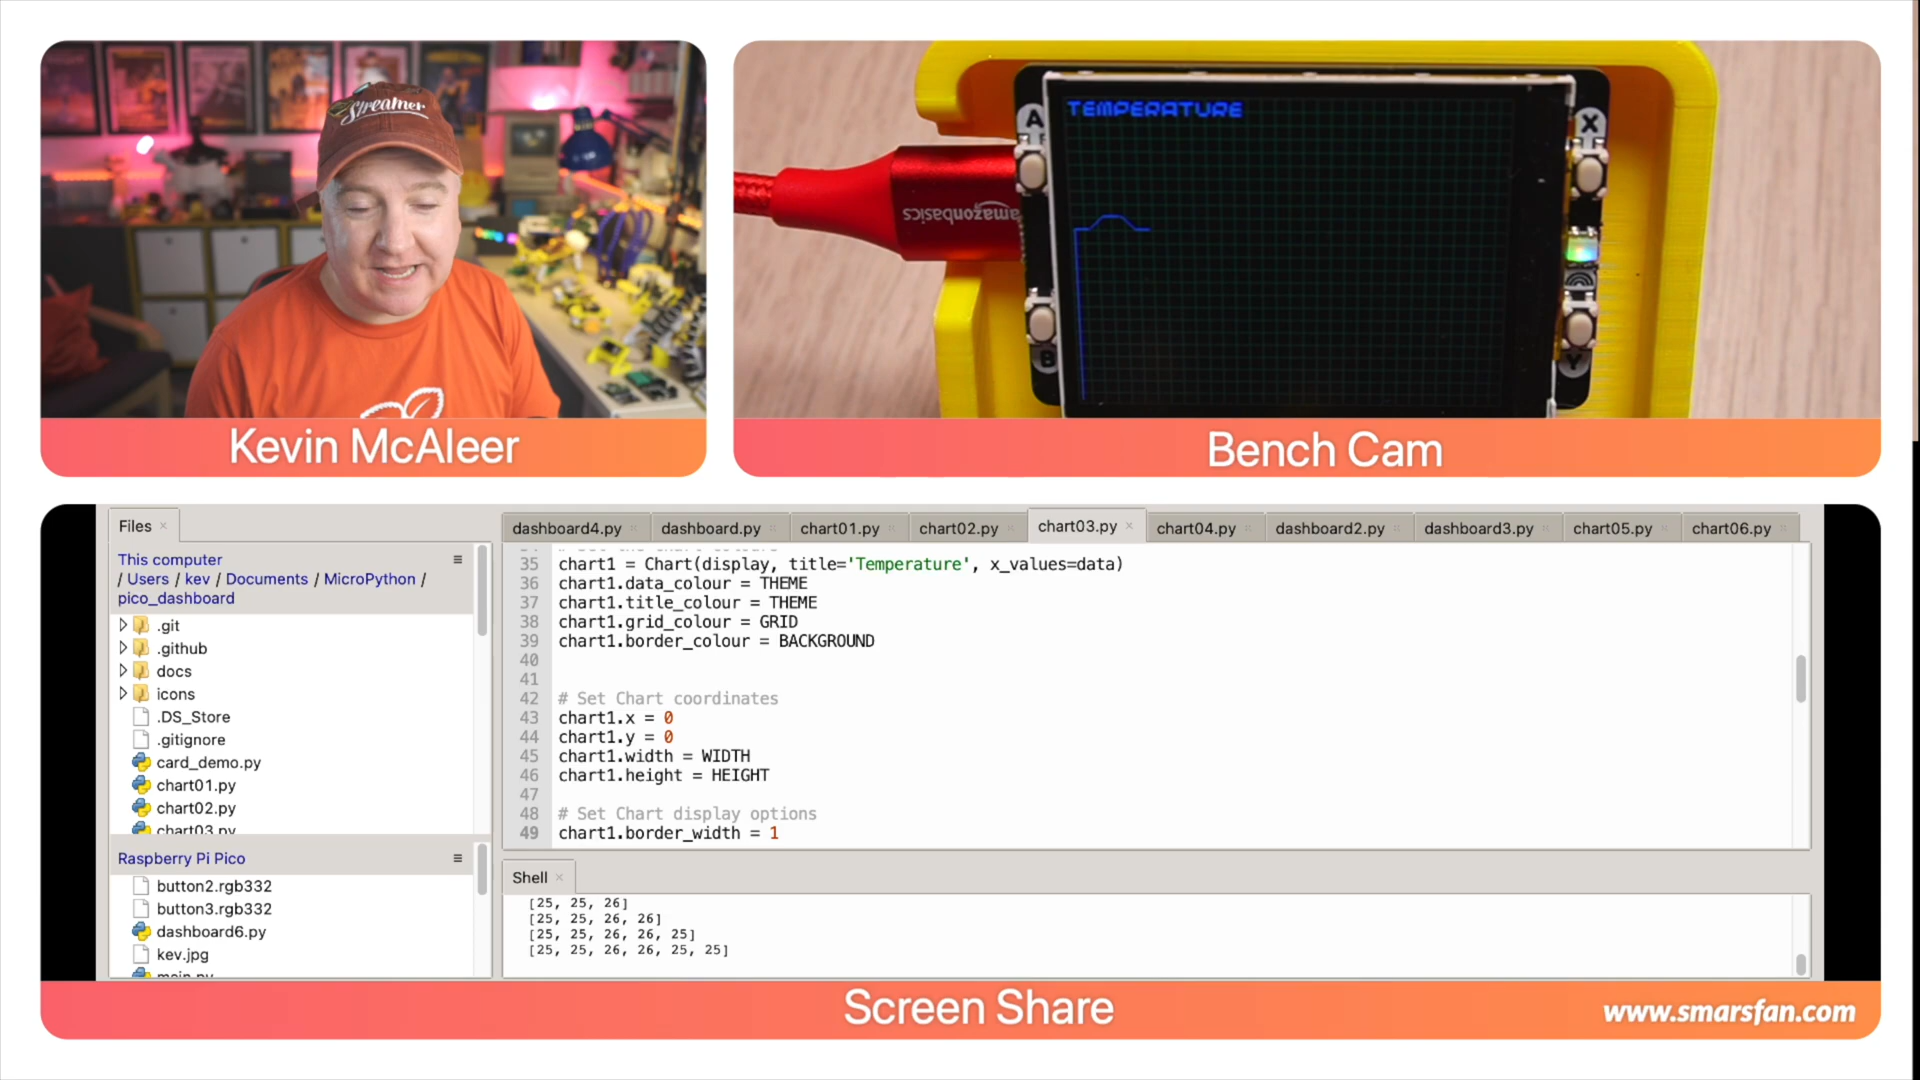 Streamer
Kevin McAleer
TEMPERATURE
A
X
amazonbasics
B
Y
Bench Cam
Files
This computer
/ Users / kev / Documents / MicroPython /
pico_dashboard
.git
.github
docs
icons
.DS_Store
.gitignore
card_demo.py
chart01.py
chart02.py
chart03.py
Raspberry Pi Pico
button2.rgb332
button3.rgb332
dashboard6.py
kev.jpg
main.py
dashboard4.py dashboard.py chart01.py chart02.py chart03.py chart04.py dashboard2.py dashboard3.py chart05.py chart06.py
35 chart1 = Chart(display, title='Temperature', x_values=data)
36 chart1.data_colour = THEME
37 chart1.title_colour = THEME
38 chart1.grid_colour = GRID
39 chart1.border_colour = BACKGROUND
40
41
42 # Set Chart coordinates
43 chart1.x = 0
44 chart1.y = 0
45 chart1.width = WIDTH
46 chart1.height = HEIGHT
47
48 # Set Chart display options
49 chart1.border_width = 1
Shell
[25, 25, 26]
[25, 25, 26, 26]
[25, 25, 26, 26, 25]
[25, 25, 26, 26, 25, 25]
Screen Share
www.smarsfan.com